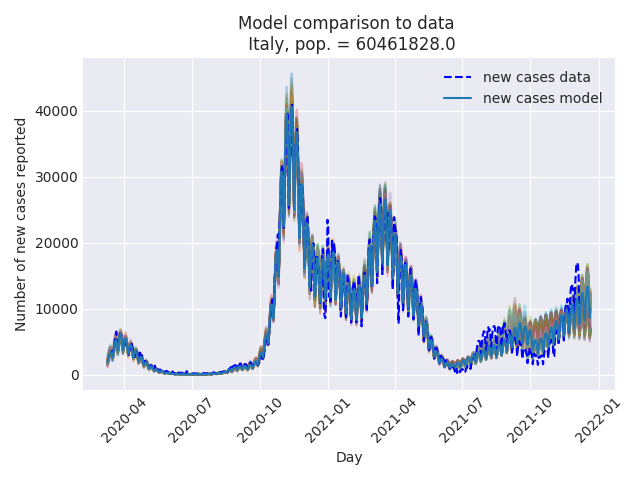 Model comparison to data
Italy, pop. = 60461828.0
new cases data
new cases model
Number of new cases reported
40000
30000
20000
10000
0
2020-04
2020-07
2020-10
2021-01
2021-04
2021-07
2021-10
2022-01
Day